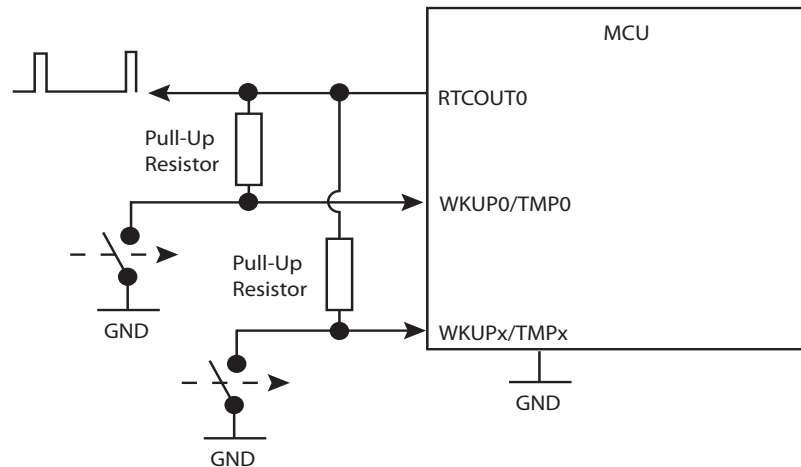 MCU
RTCOUT0
Pull-Up
Resistor
WKUP0/TMP0
Pull-Up
Resistor
GND
WKUPx/TMPx
GND
GND